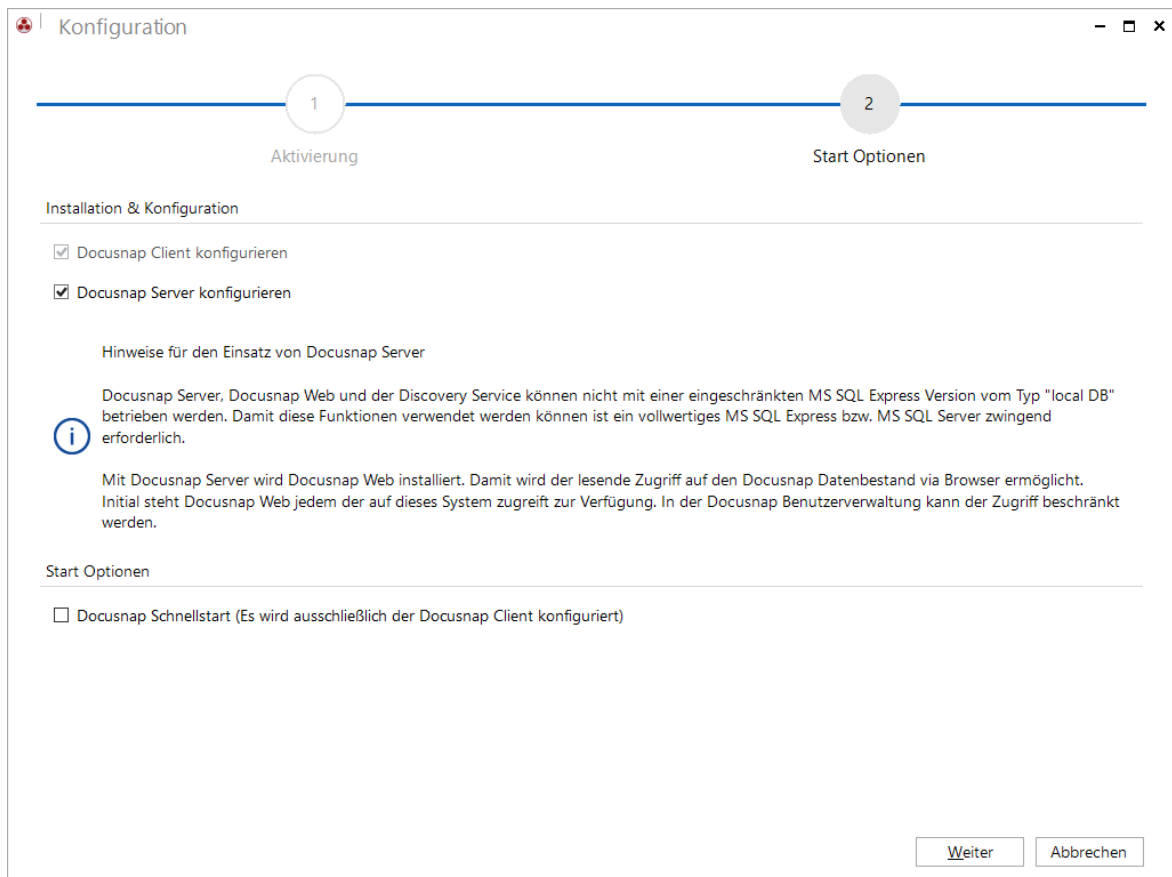 Konfiguration
1
2
Aktivierung
Start Optionen
Installation & Konfiguration
Docusnap Client konfigurieren
Docusnap Server konfigurieren
Hinweise für den Einsatz von Docusnap Server
Docusnap Server, Docusnap Web und der Discovery Service können nicht mit einer eingeschränkten MS SQL Express Version vom Typ "local DB"
betrieben werden. Damit diese Funktionen verwendet werden können ist ein vollwertiges MS SQL Express bzw. MS SQL Server zwingend
erforderlich.
Mit Docusnap Server wird Docusnap Web installiert. Damit wird der lesende Zugriff auf den Docusnap Datenbestand via Browser ermöglicht.
Initial steht Docusnap Web jedem der auf dieses System zugreift zur Verfügung. In der Docusnap Benutzerverwaltung kann der Zugriff beschränkt
werden.
Start Optionen
Docusnap Schnellstart (Es wird ausschließlich der Docusnap Client konfiguriert)
Weiter
Abbrechen